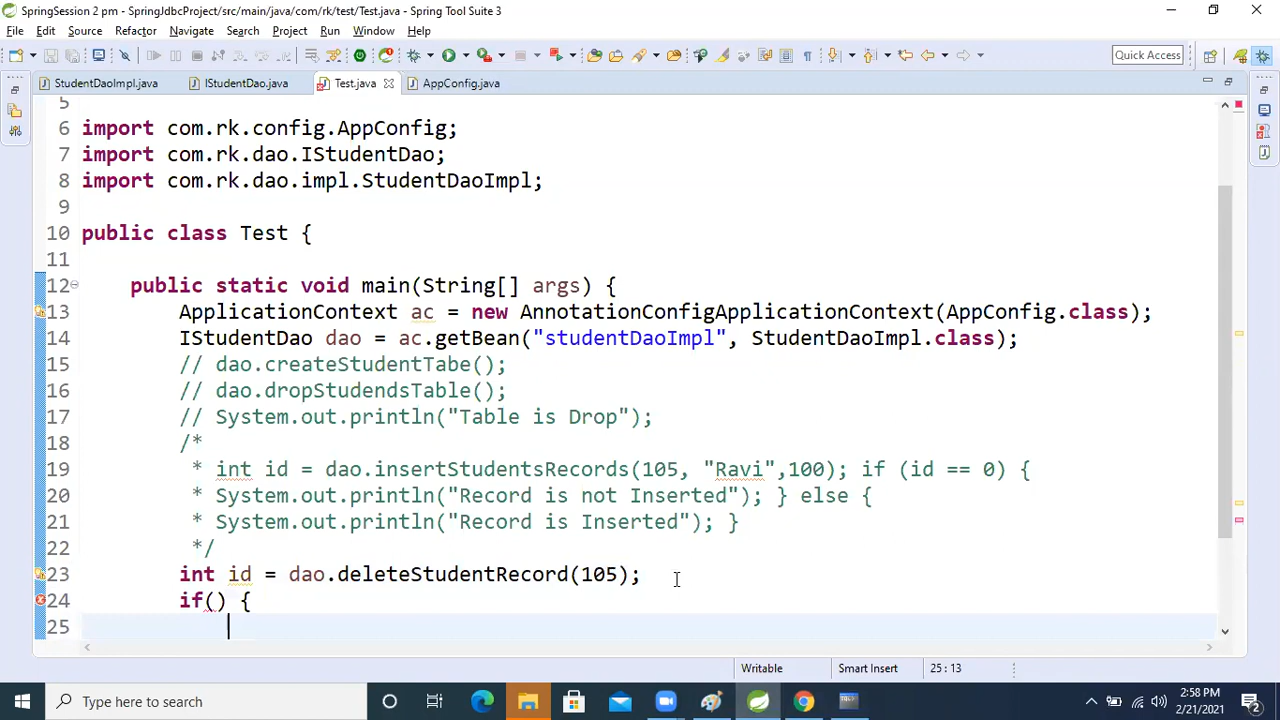 SpringSession 2 pm - SpringJdbcProject/src/main/java/com/rk/test/Test.java - Spring Tool Suite 3
File Edit Source Refactor Navigate Search Project Run Window Help
Quick Access
StudentDaoImpl.java IStudentDao.java Test.java AppConfig.java
5
6 import com.rk.config.AppConfig;
7 import com.rk.dao.IStudentDao;
8 import com.rk.dao.impl.StudentDaoImpl;
9
10 public class Test {
11
12 public static void main(String[] args) {
13 ApplicationContext ac = new AnnotationConfigApplicationContext(AppConfig.class);
14 IStudentDao dao = ac.getBean("studentDaoImpl", StudentDaoImpl.class);
15 // dao.createStudentTabe();
16 // dao.dropStudendsTable();
17 // System.out.println("Table is Drop");
18 /*
19 * int id = dao.insertStudentsRecords(105, "Ravi",100); if (id == 0) {
20 * System.out.println("Record is not Inserted"); } else {
21 * System.out.println("Record is Inserted"); }
22 */
23 int id = dao.deleteStudentRecord(105);
24 if() {
25
Writable Smart Insert 25 : 13
Type here to search
2:58 PM
2/21/2021
2